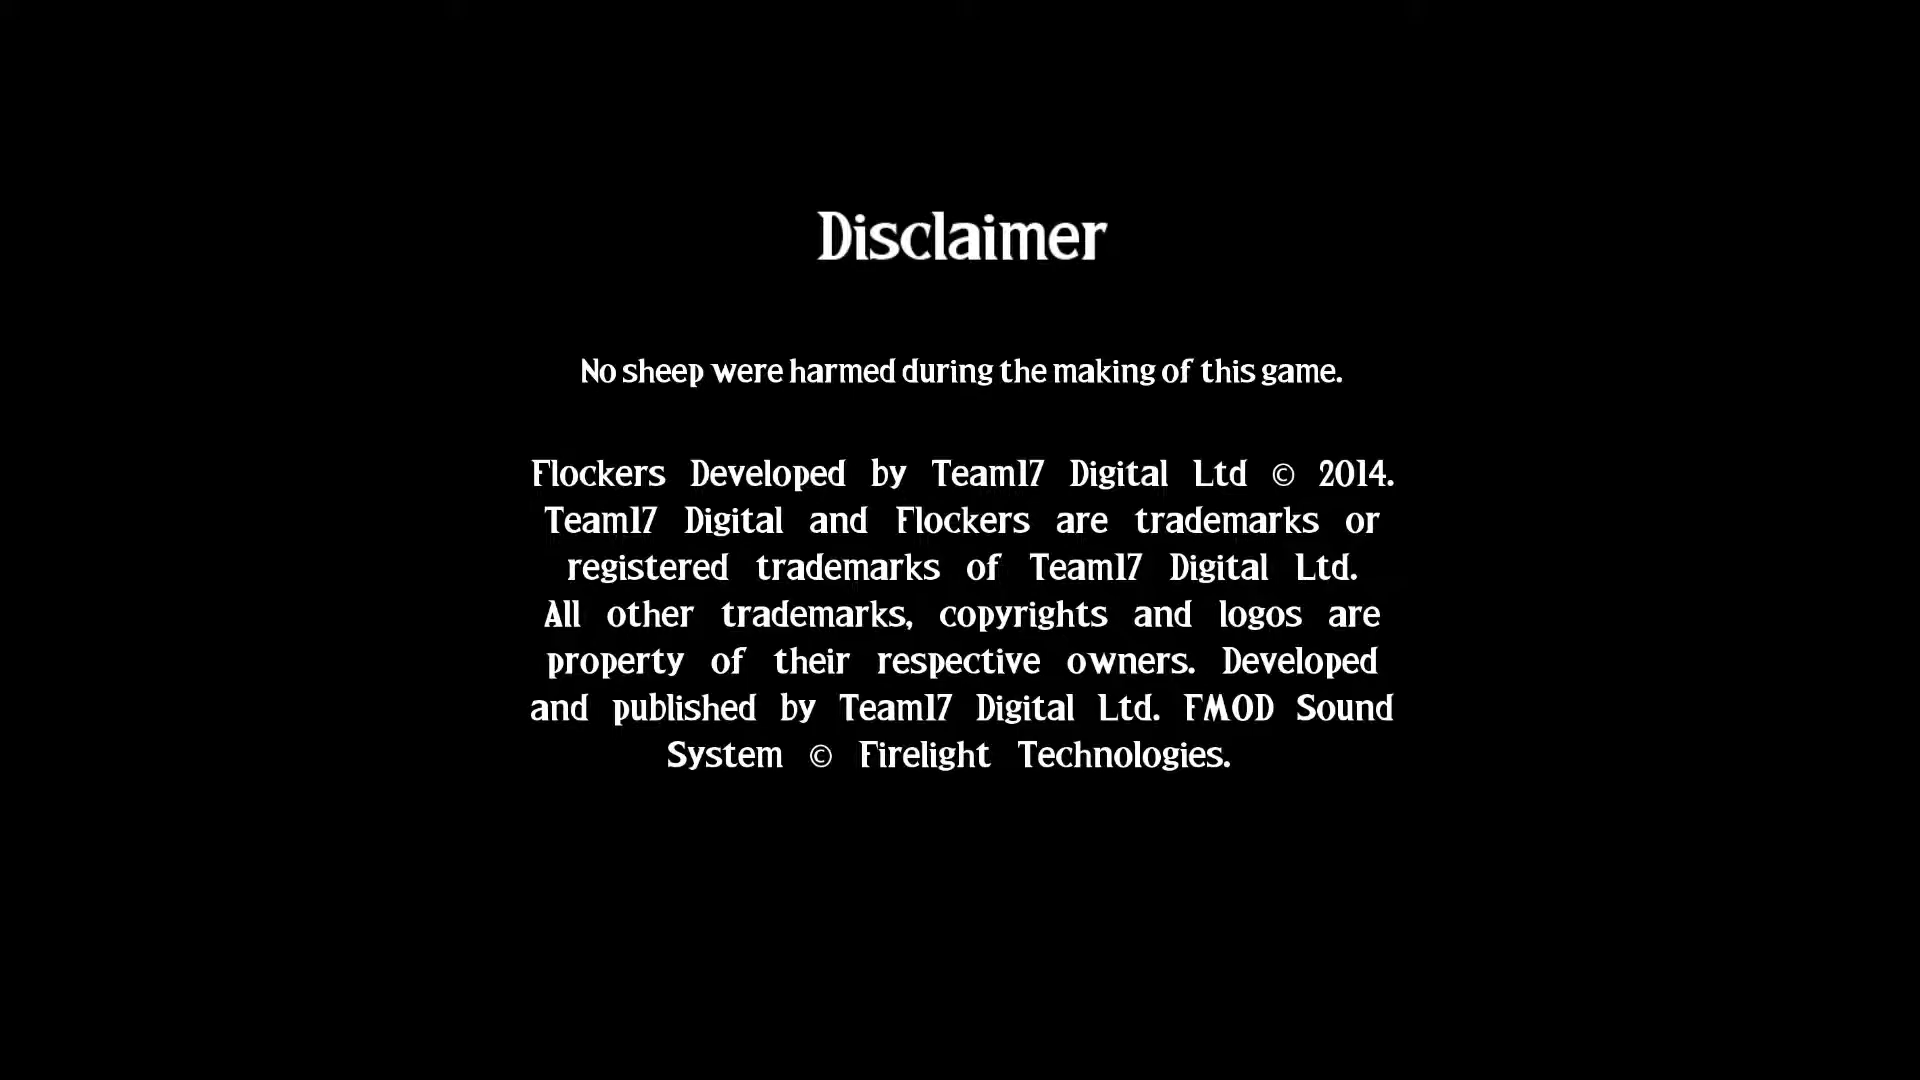 Disclaimer
No sheep were harmed during the making of this game.
Flockers Developed by Team17 Digital Ltd © 2014.
Team17 Digital and Flockers are trademarks or
registered trademarks of Team17 Digital Ltd.
All other trademarks, copyrights and logos are
property of their respective owners. Developed
and published by Team17 Digital Ltd. FMOD Sound
System © Firelight Technologies.